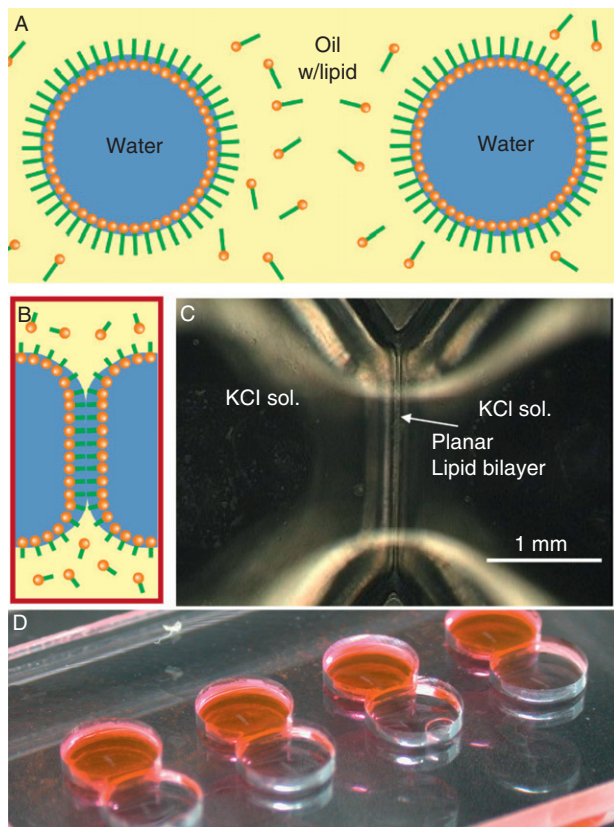 A
Oil
w/lipid
Water
Water
B
C
KCl sol.
KCl sol.
Planar
Lipid bilayer
1 mm
D